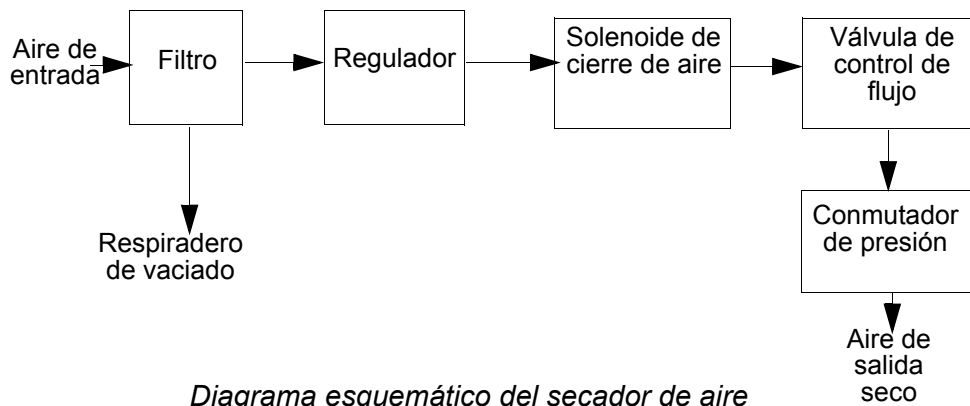 Aire de
entrada
Filtro
Regulador
Solenoide de
cierre de aire
Válvula de
control de
flujo
Respiradero
de vaciado
Conmutador
de presión
Aire de
salida
seco
Diagrama esquemático del secador de aire